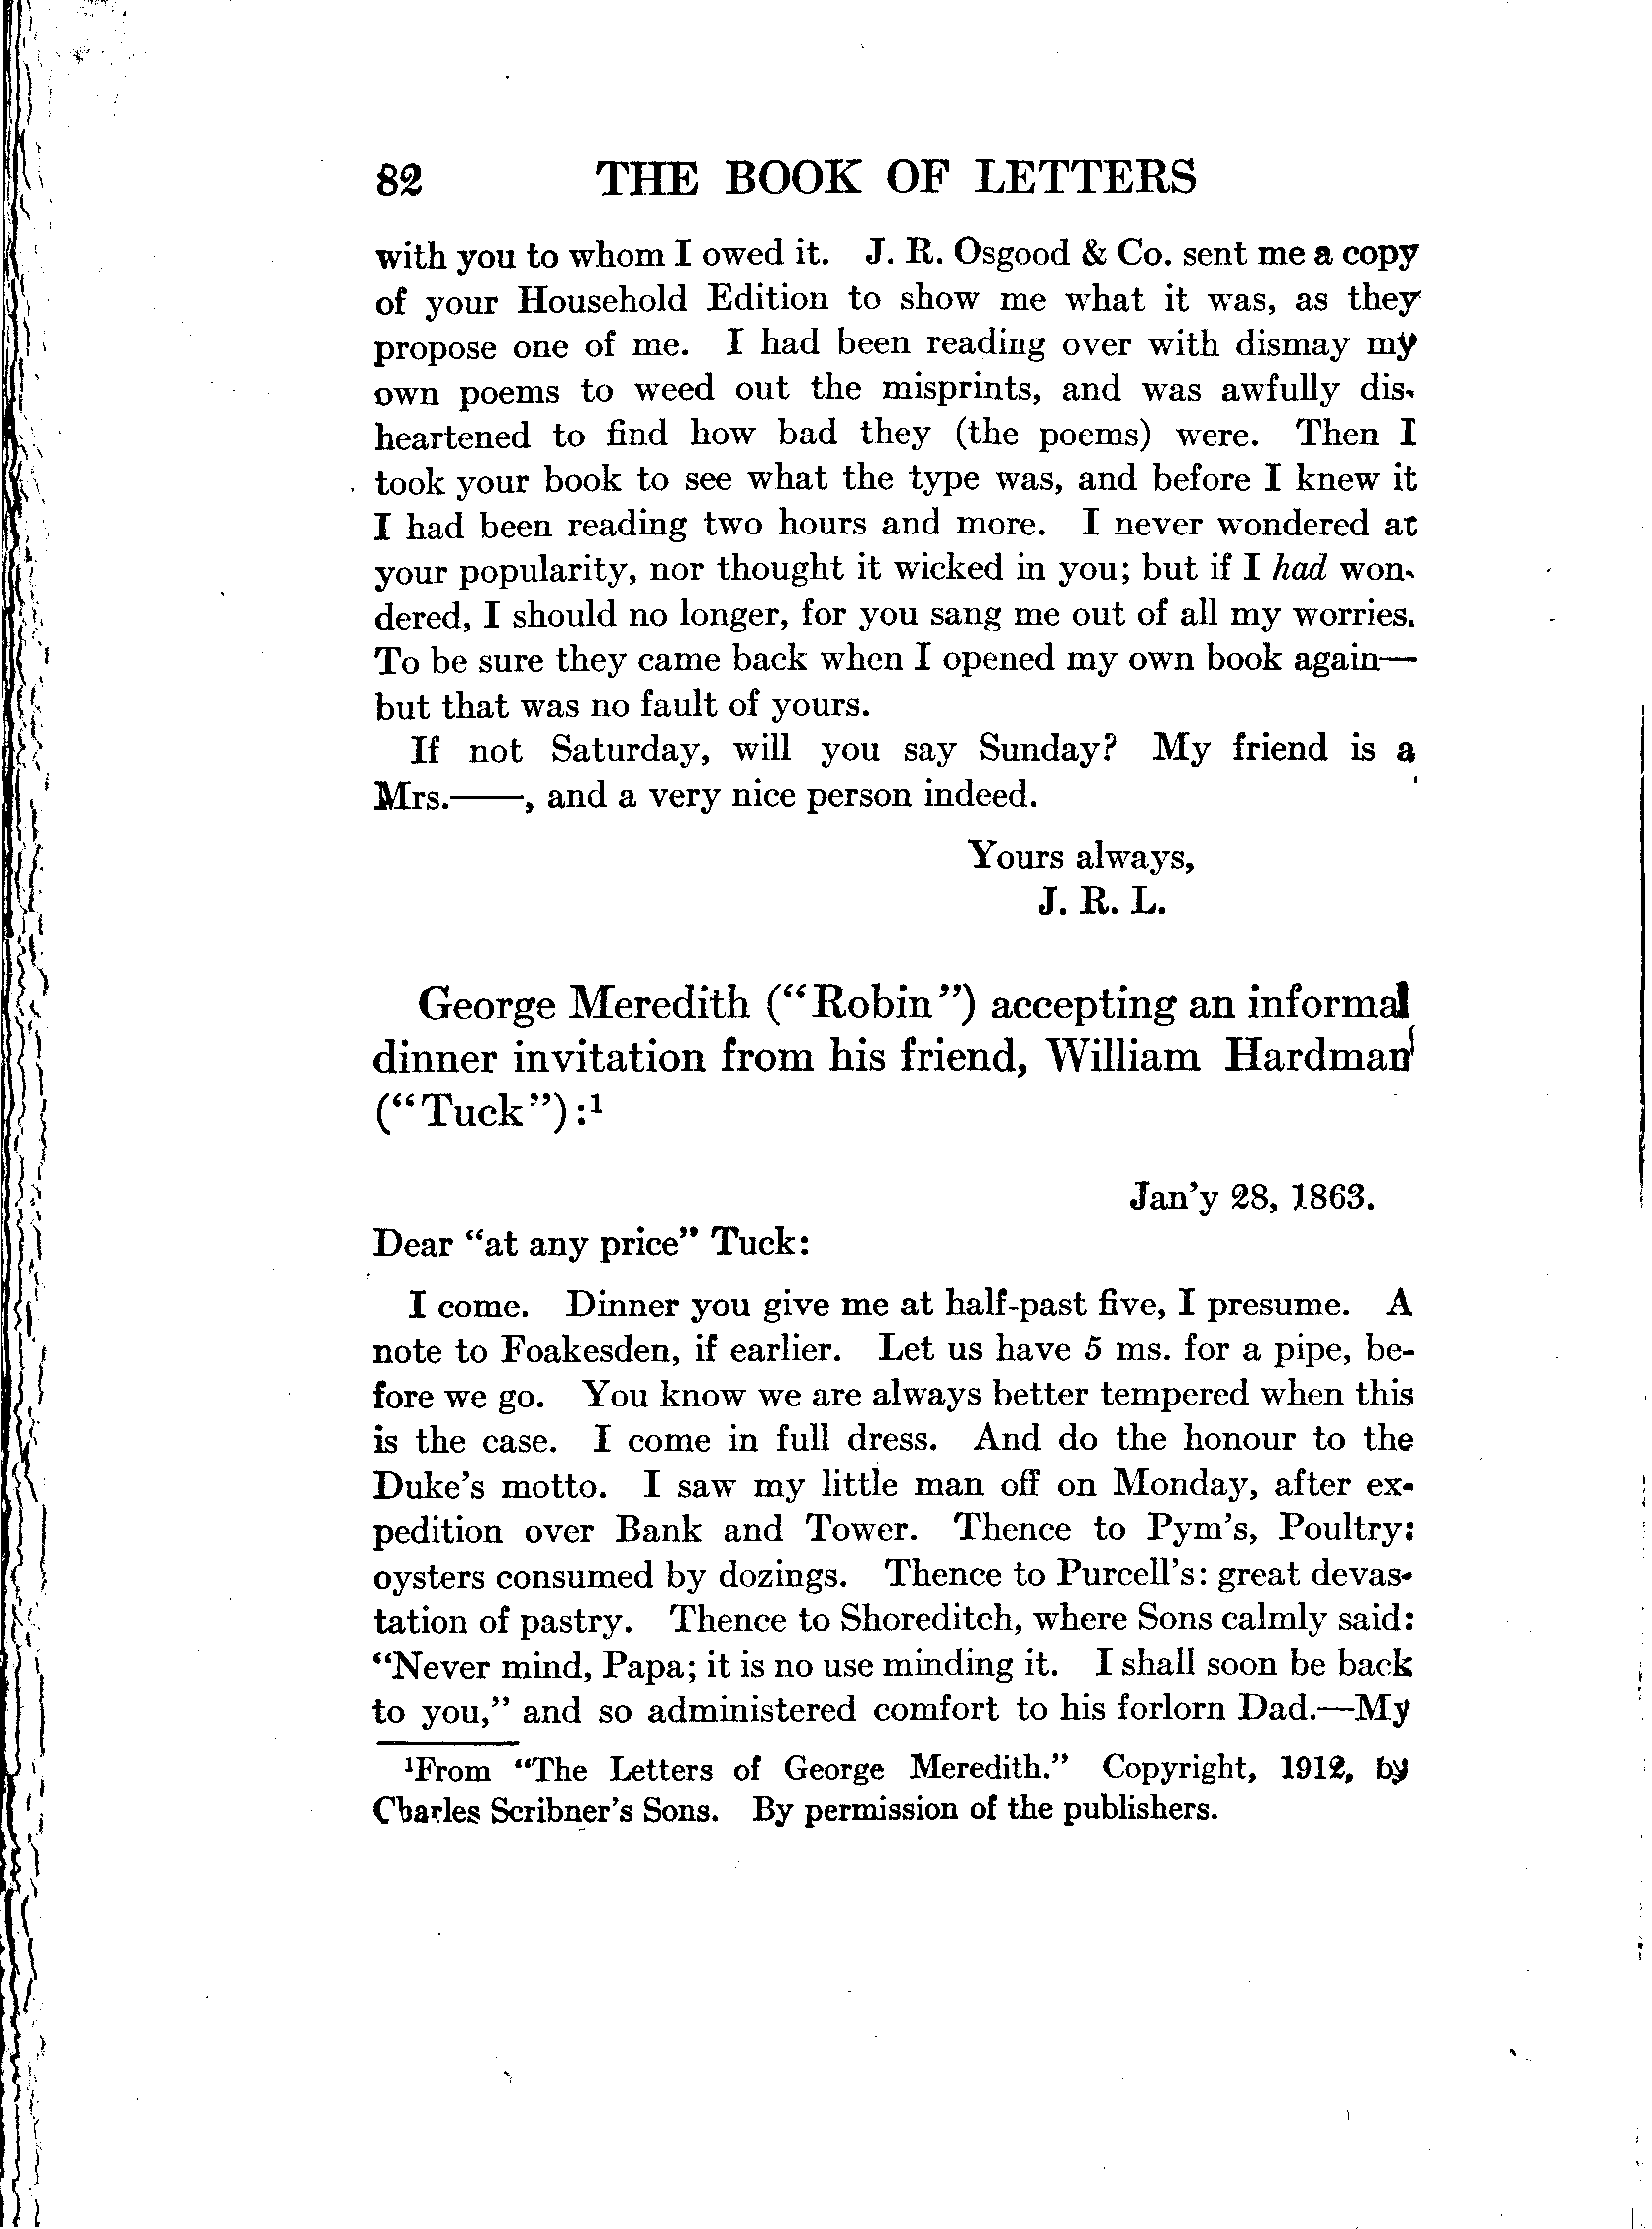 82 THE BOOK OF LETTERS
with you to whom I owed it. J. R. Osgood & Co. sent me a copy
of your Household Edition to show me what it was, as they
propose one of me. I had been reading over with dismay my
own poems to weed out the misprints, and was awfully dis-
heartened to find how bad they (the poems) were. Then I
took your book to see what the type was, and before I knew it
I had been reading two hours and more. I never wondered at
your popularity, nor thought it wicked in you; but if I had won-
dered, I should no longer, for you sang me out of all my worries.
To be sure they came back when I opened my own book again—
but that was no fault of yours.
If not Saturday, will you say Sunday? My friend is a
Mrs.——, and a very nice person indeed.
Yours always,
J. R. L.
George Meredith (“Robin”) accepting an informal
dinner invitation from his friend, William Hardman
(“Tuck”):¹
Jan’y 28, 1863.
Dear “at any price” Tuck:
I come. Dinner you give me at half-past five, I presume. A
note to Foakesden, if earlier. Let us have 5 ms. for a pipe, be-
fore we go. You know we are always better tempered when this
is the case. I come in full dress. And do the honour to the
Duke’s motto. I saw my little man off on Monday, after ex-
pedition over Bank and Tower. Thence to Pym’s, Poultry:
oysters consumed by dozings. Thence to Purcell’s: great devas-
tation of pastry. Thence to Shoreditch, where Sons calmly said:
“Never mind, Papa; it is no use minding it. I shall soon be back
to you,” and so administered comfort to his forlorn Dad.—My
¹From “The Letters of George Meredith.” Copyright, 1912, by
Charles Scribner’s Sons. By permission of the publishers.